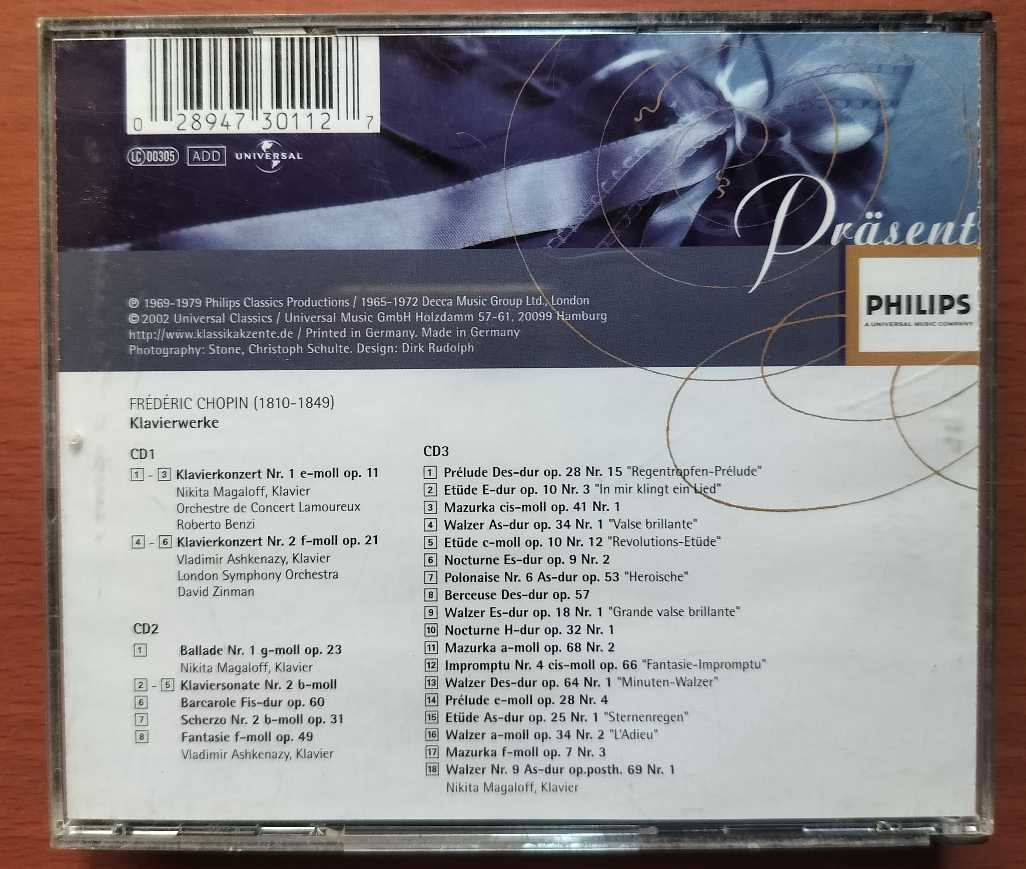 0 28947 30112 7
LC 00305 ADD UNIVERSAL
Präsent
PHILIPS
A UNIVERSAL MUSIC COMPANY
℗ 1969-1979 Philips Classics Productions / 1965-1972 Decca Music Group Ltd., London
© 2002 Universal Classics / Universal Music GmbH Holzdamm 57-61, 20099 Hamburg
http://www.klassikakzente.de / Printed in Germany. Made in Germany
Photography: Stone, Christoph Schulte. Design: Dirk Rudolph
FRÉDÉRIC CHOPIN (1810-1849)
Klavierwerke
CD1
1 - 3 Klavierkonzert Nr. 1 e-moll op. 11
Nikita Magaloff, Klavier
Orchestre de Concert Lamoureux
Roberto Benzi
4 - 6 Klavierkonzert Nr. 2 f-moll op. 21
Vladimir Ashkenazy, Klavier
London Symphony Orchestra
David Zinman
CD2
1 Ballade Nr. 1 g-moll op. 23
Nikita Magaloff, Klavier
2 - 5 Klaviersonate Nr. 2 b-moll
6 Barcarole Fis-dur op. 60
7 Scherzo Nr. 2 b-moll op. 31
8 Fantasie f-moll op. 49
Vladimir Ashkenazy, Klavier
CD3
1 Prélude Des-dur op. 28 Nr. 15 "Regentropfen-Prélude"
2 Etüde E-dur op. 10 Nr. 3 "In mir klingt ein Lied"
3 Mazurka cis-moll op. 41 Nr. 1
4 Walzer As-dur op. 34 Nr. 1 "Valse brillante"
5 Etüde c-moll op. 10 Nr. 12 "Revolutions-Etüde"
6 Nocturne Es-dur op. 9 Nr. 2
7 Polonaise Nr. 6 As-dur op. 53 "Heroische"
8 Berceuse Des-dur op. 57
9 Walzer Es-dur op. 18 Nr. 1 "Grande valse brillante"
10 Nocturne H-dur op. 32 Nr. 1
11 Mazurka a-moll op. 68 Nr. 2
12 Impromptu Nr. 4 cis-moll op. 66 "Fantasie-Impromptu"
13 Walzer Des-dur op. 64 Nr. 1 "Minuten-Walzer"
14 Prélude e-moll op. 28 Nr. 4
15 Etüde As-dur op. 25 Nr. 1 "Sternenregen"
16 Walzer a-moll op. 34 Nr. 2 "L'Adieu"
17 Mazurka f-moll op. 7 Nr. 3
18 Walzer Nr. 9 As-dur op.posth. 69 Nr. 1
Nikita Magaloff, Klavier